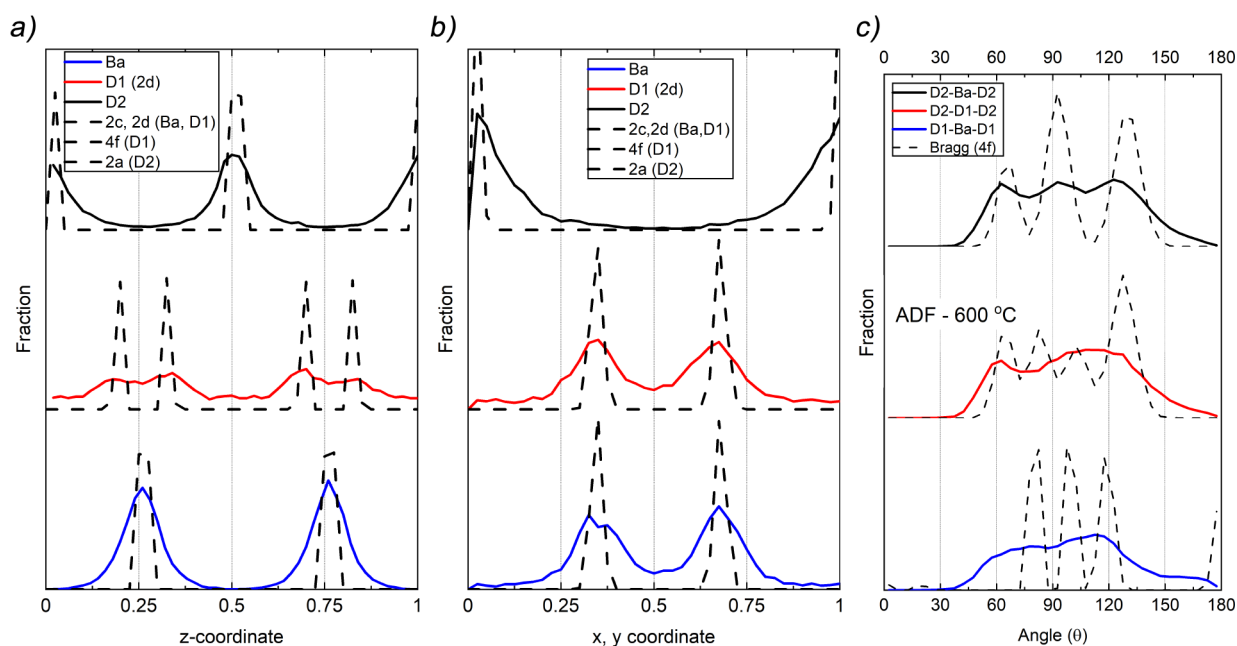 a)
Ba
D1 (2d)
D2
2c, 2d (Ba, D1)
4f (D1)
2a (D2)
Fraction
0 0.25 0.5 0.75 1
z-coordinate
b)
Ba
D1 (2d)
D2
2c,2d (Ba,D1)
4f (D1)
2a (D2)
Fraction
0 0.25 0.5 0.75 1
x, y coordinate
c)
0 30 60 90 120 150 180
D2-Ba-D2
D2-D1-D2
D1-Ba-D1
Bragg (4f)
ADF - 600 °C
Fraction
0 30 60 90 120 150 180
Angle (θ)